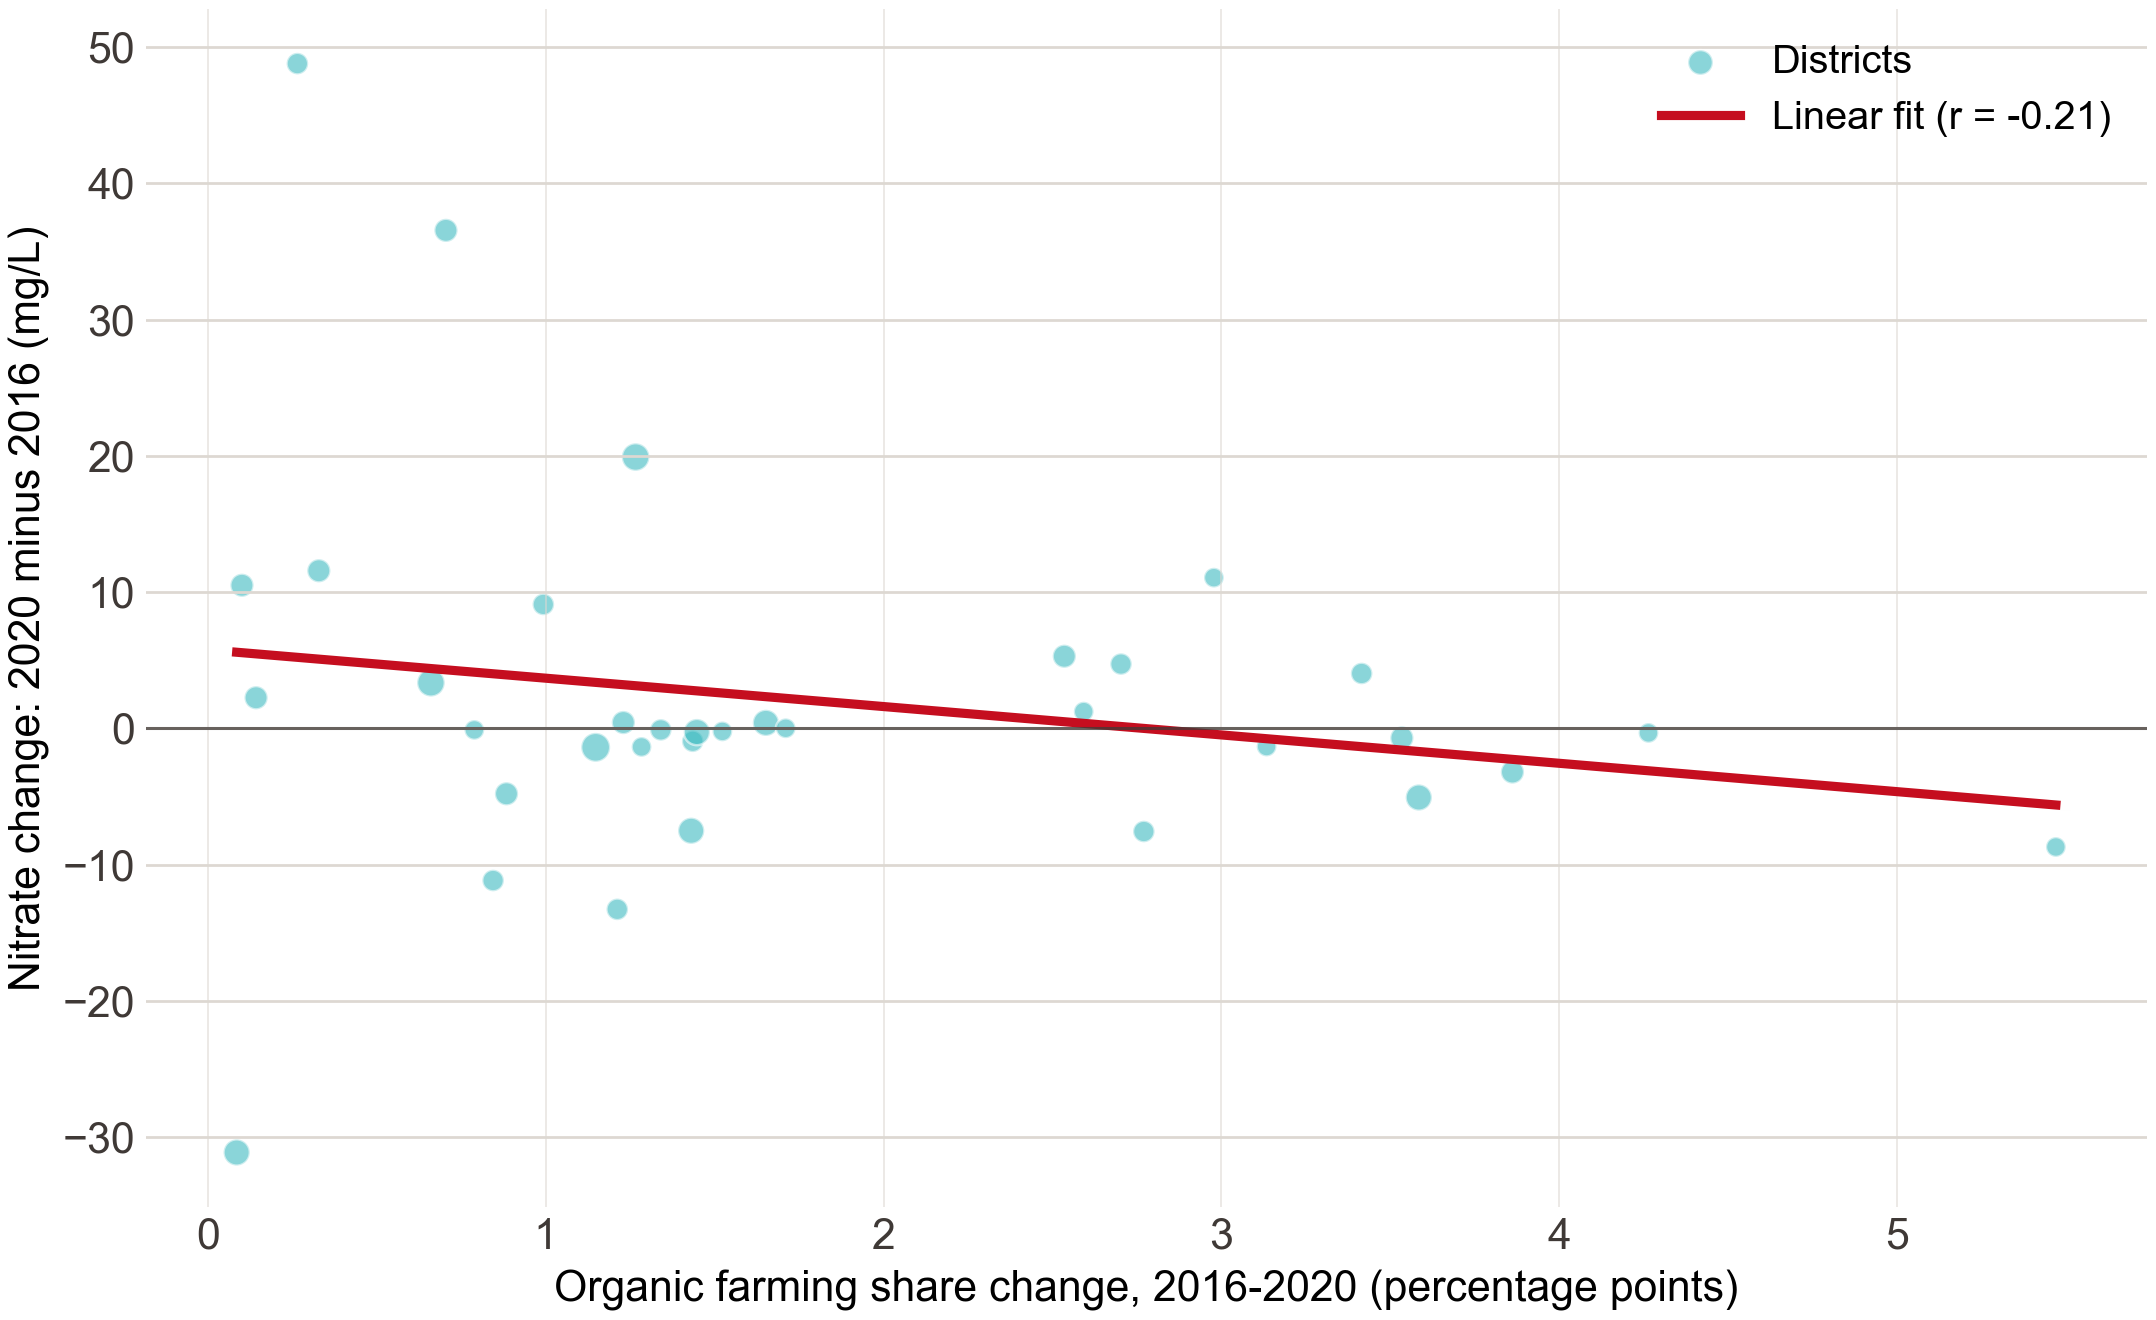 Districts
Linear fit (r = -0.21)
Nitrate change: 2020 minus 2016 (mg/L)
50
40
30
20
10
0
−10
−20
−30
0 1 2 3 4 5
Organic farming share change, 2016-2020 (percentage points)